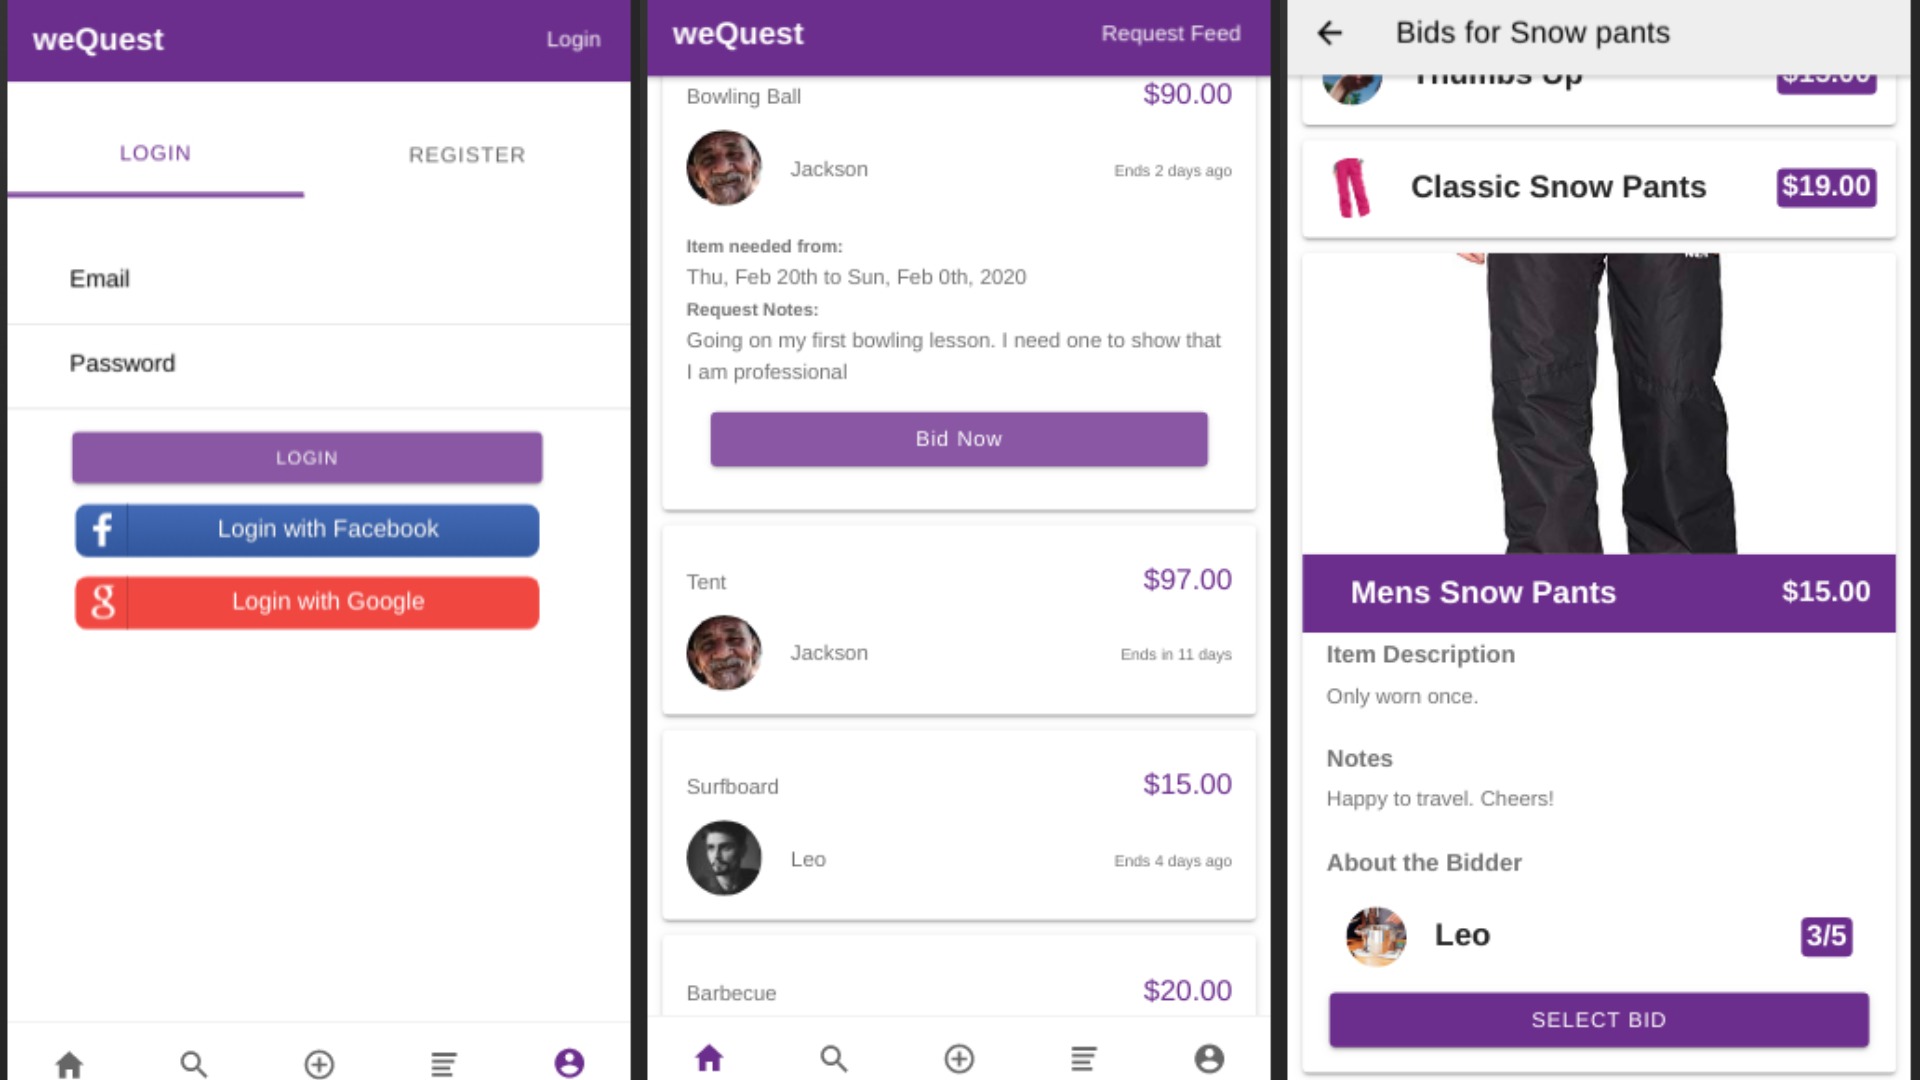 weQuest
Login
LOGIN
REGISTER
Email
Password
LOGIN
f
Login with Facebook
g
Login with Google
weQuest
Request Feed
Bowling Ball
$90.00
Jackson
Ends 2 days ago
Item needed from:
Thu, Feb 20th to Sun, Feb 0th, 2020
Request Notes:
Going on my first bowling lesson. I need one to show that
I am professional
Bid Now
Tent
$97.00
Jackson
Ends in 11 days
Surfboard
$15.00
Leo
Ends 4 days ago
Barbecue
$20.00
Bids for Snow pants
Thumbs Up
Classic Snow Pants
$19.00
Mens Snow Pants
$15.00
Item Description
Only worn once.
Notes
Happy to travel. Cheers!
About the Bidder
Leo
3/5
SELECT BID